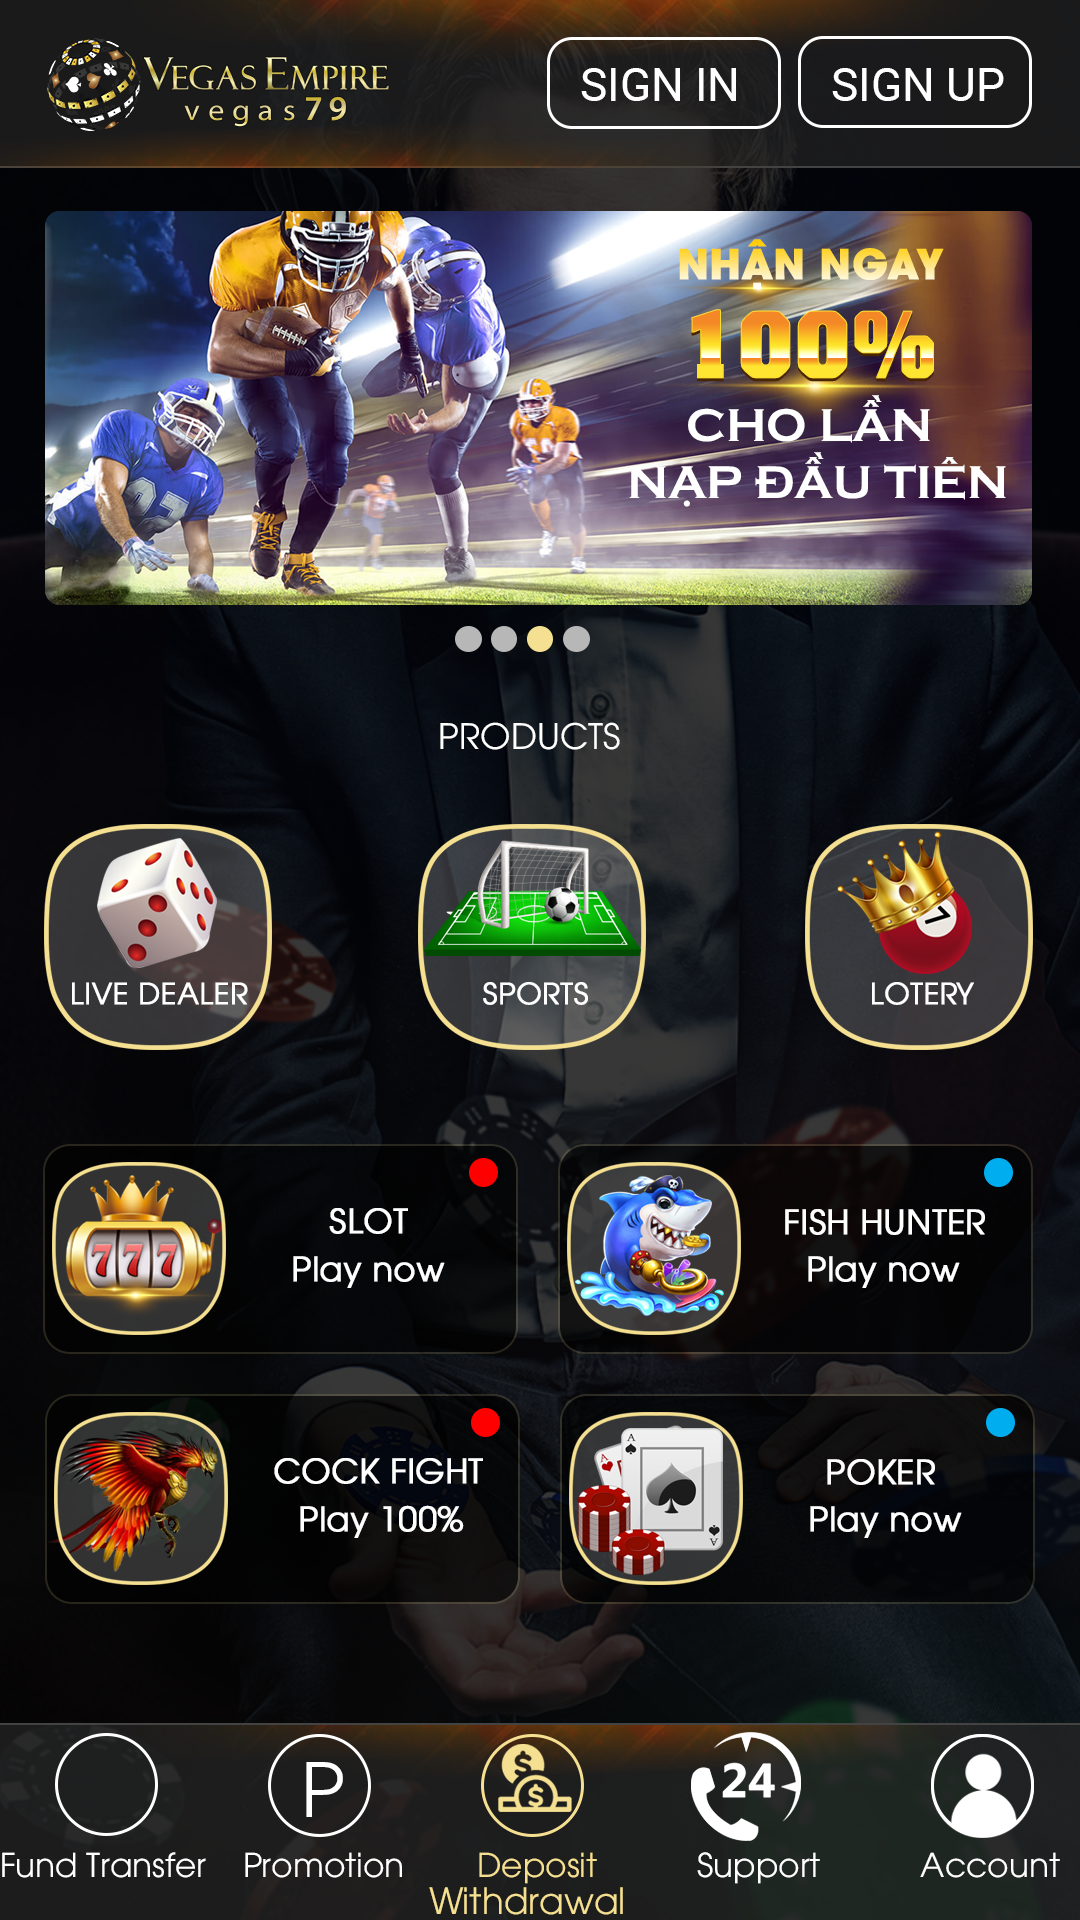 VEGAS EMPIRE
vegas79
SIGN IN
SIGN UP
NHẬN NGAY
100%
CHO LẦN
NẠP ĐẦU TIÊN
PRODUCTS
LIVE DEALER
SPORTS
7
LOTERY
777
SLOT
Play now
FISH HUNTER
Play now
COCK FIGHT
Play 100%
A
A
A
POKER
Play now
Fund Transfer
P
Promotion
$
$
Deposit
Withdrawal
24
Support
Account